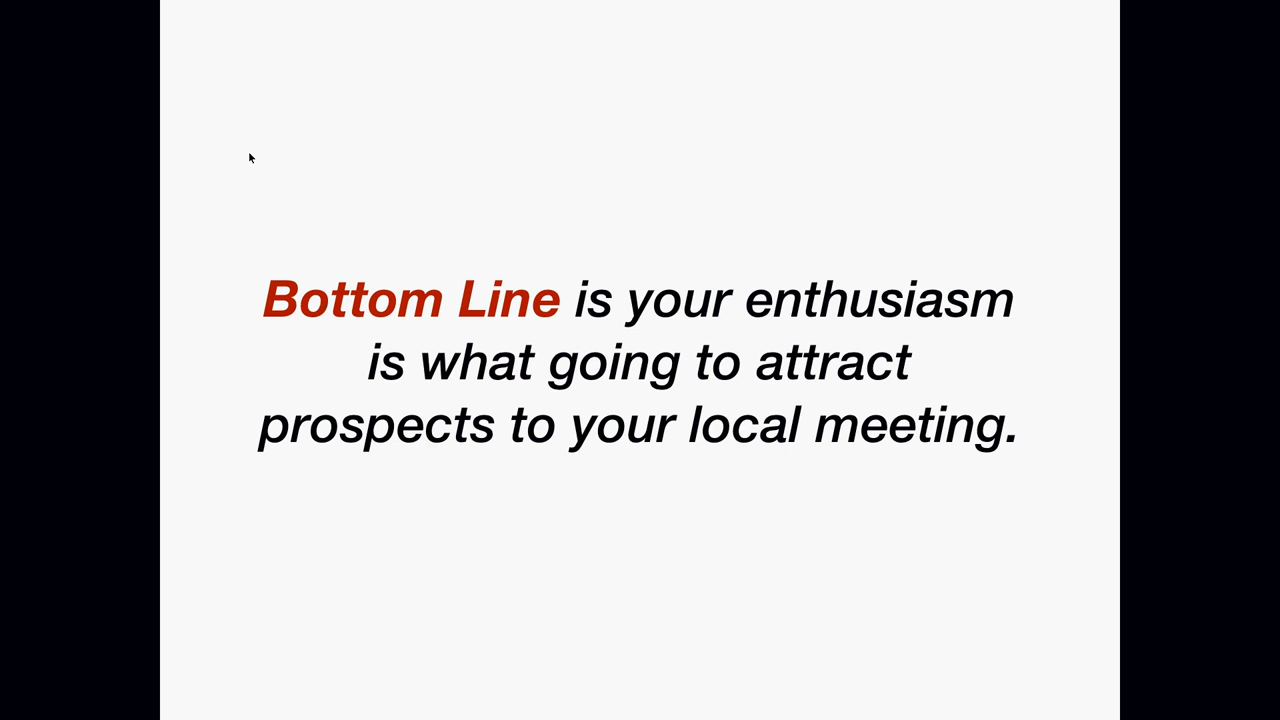 Bottom Line is your enthusiasm
is what going to attract
prospects to your local meeting.